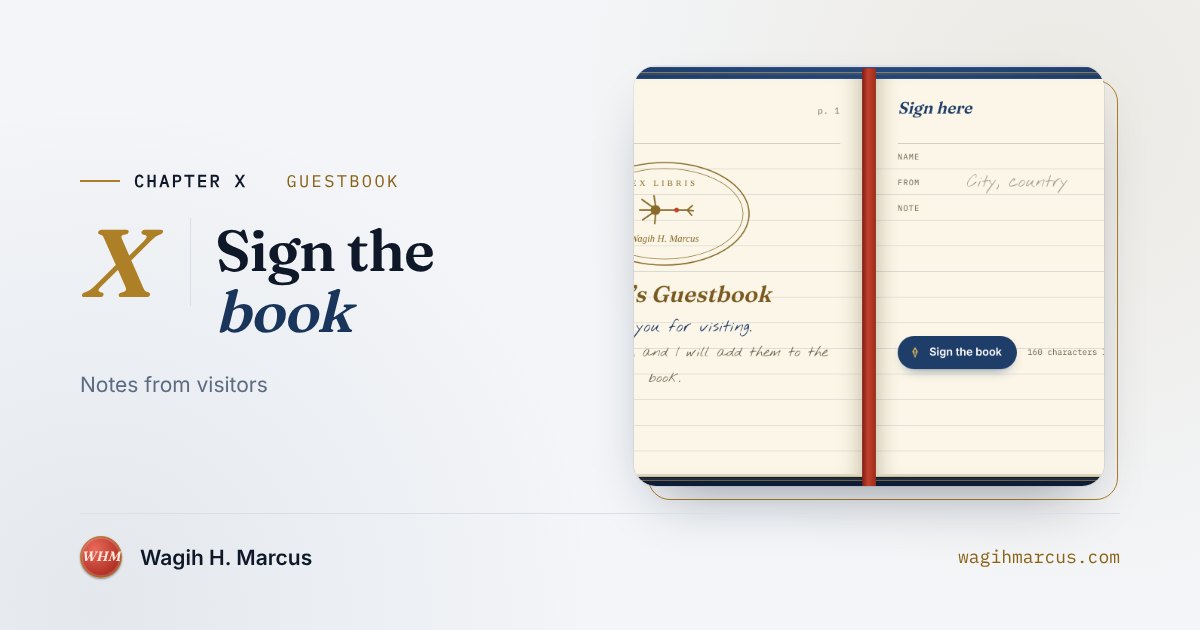 CHAPTER X GUESTBOOK
X
Sign the
book
Notes from visitors
p. 1
EX LIBRIS
Wagih H. Marcus
's Guestbook
you for visiting.
and I will add them to the
book.
Sign here
NAME
FROM City, country
NOTE
Sign the book
160 characters
WHM
Wagih H. Marcus
wagihmarcus.com